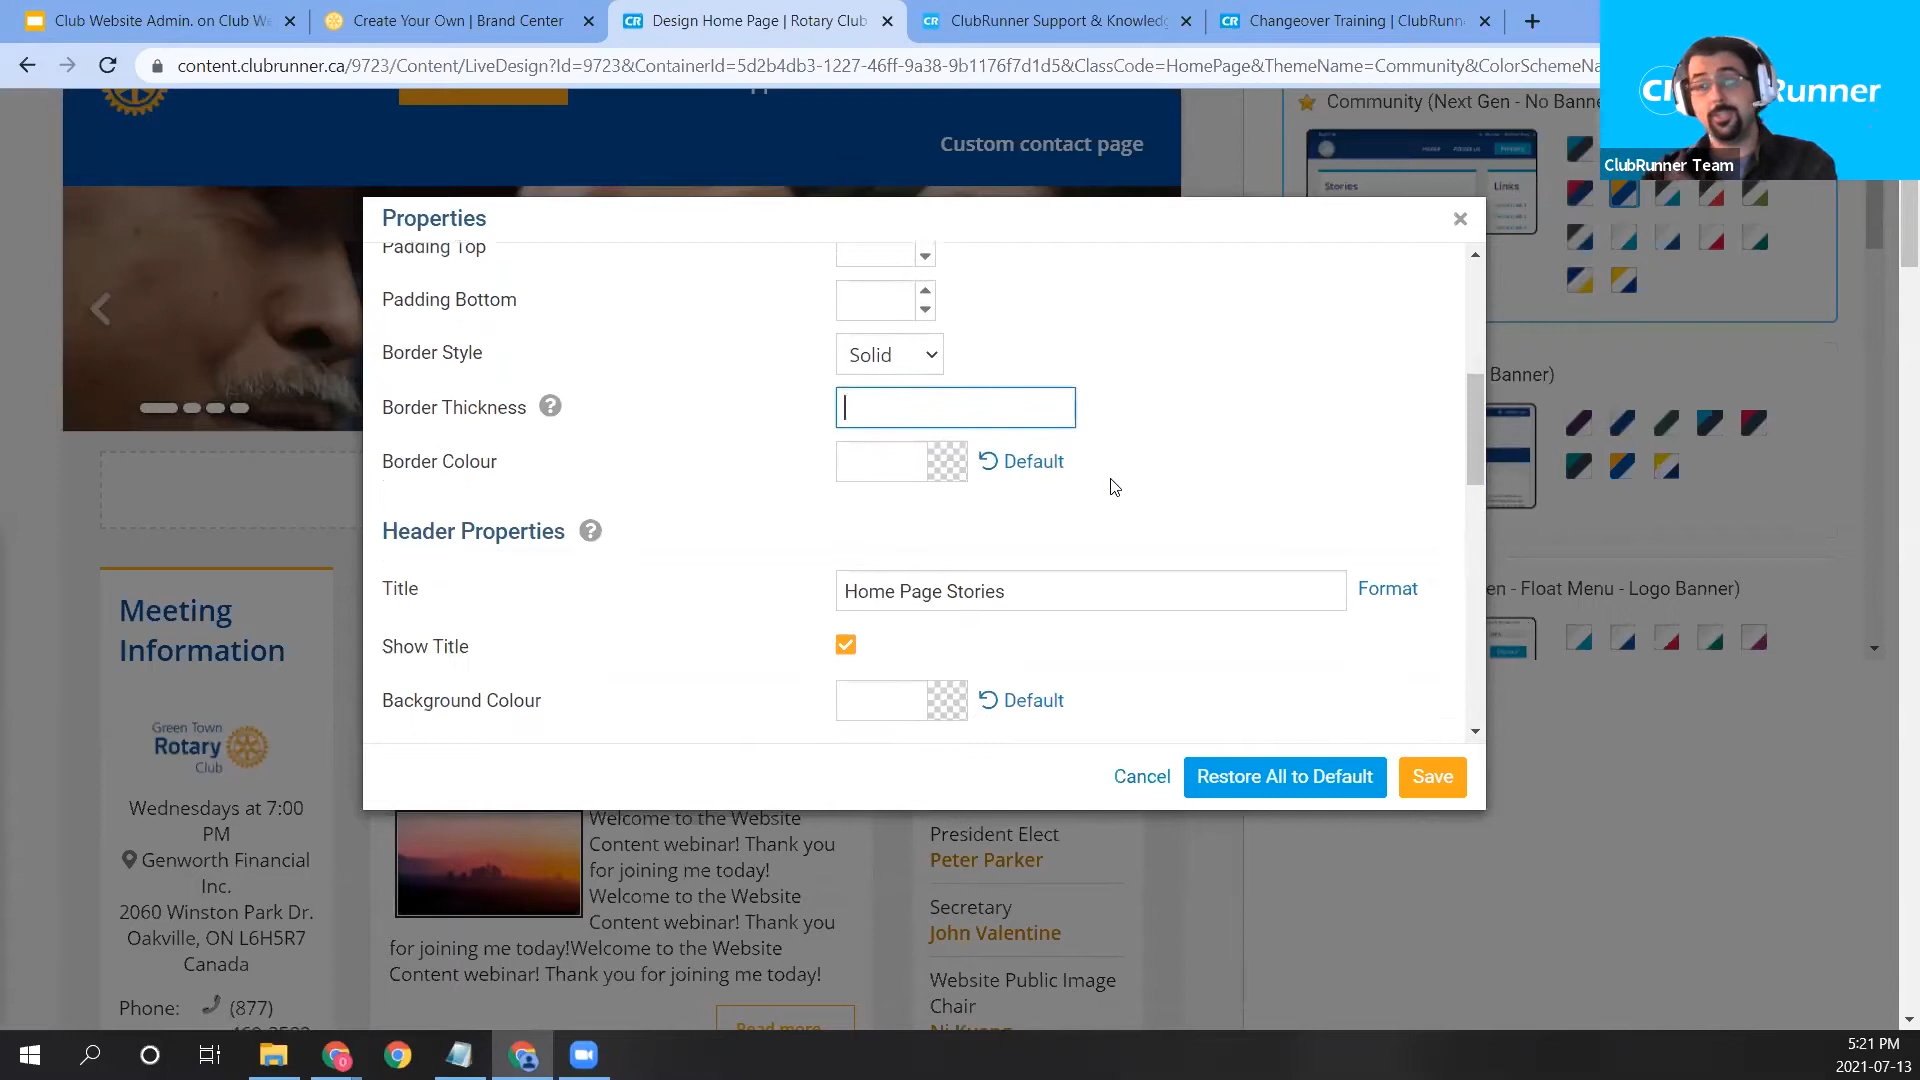 Club Website Admin. on Club We
Create Your Own | Brand Center
CR Design Home Page | Rotary Club
CR ClubRunner Support & Knowledg
CR Changeover Training | ClubRunn
content.clubrunner.ca/9723/Content/LiveDesign?Id=9723&ContainerId=5d2b4db3-1227-46ff-9a38-9b1176f7d1d5&ClassCode=HomePage&ThemeName=Community&ColorSchemeNa
Runner
ClubRunner Team
Community (Next Gen - No Banne
Custom contact page
Stories
Links
Properties
Padding Top
Padding Bottom
Border Style
Solid
Border Thickness
Border Colour
Default
Header Properties
Title
Home Page Stories
Format
Show Title
Background Colour
Default
Cancel
Restore All to Default
Save
Banner)
en - Float Menu - Logo Banner)
Meeting
Information
Green Town
Rotary
Club
Wednesdays at 7:00
PM
Genworth Financial
Inc.
2060 Winston Park Dr.
Oakville, ON L6H5R7
Canada
Phone: (877)
Welcome to the Website
Content webinar! Thank you
for joining me today!
Welcome to the Website
Content webinar! Thank you
for joining me today!Welcome to the Website
Content webinar! Thank you for joining me today!
Read more
President Elect
Peter Parker
Secretary
John Valentine
Website Public Image
Chair
5:21 PM
2021-07-13